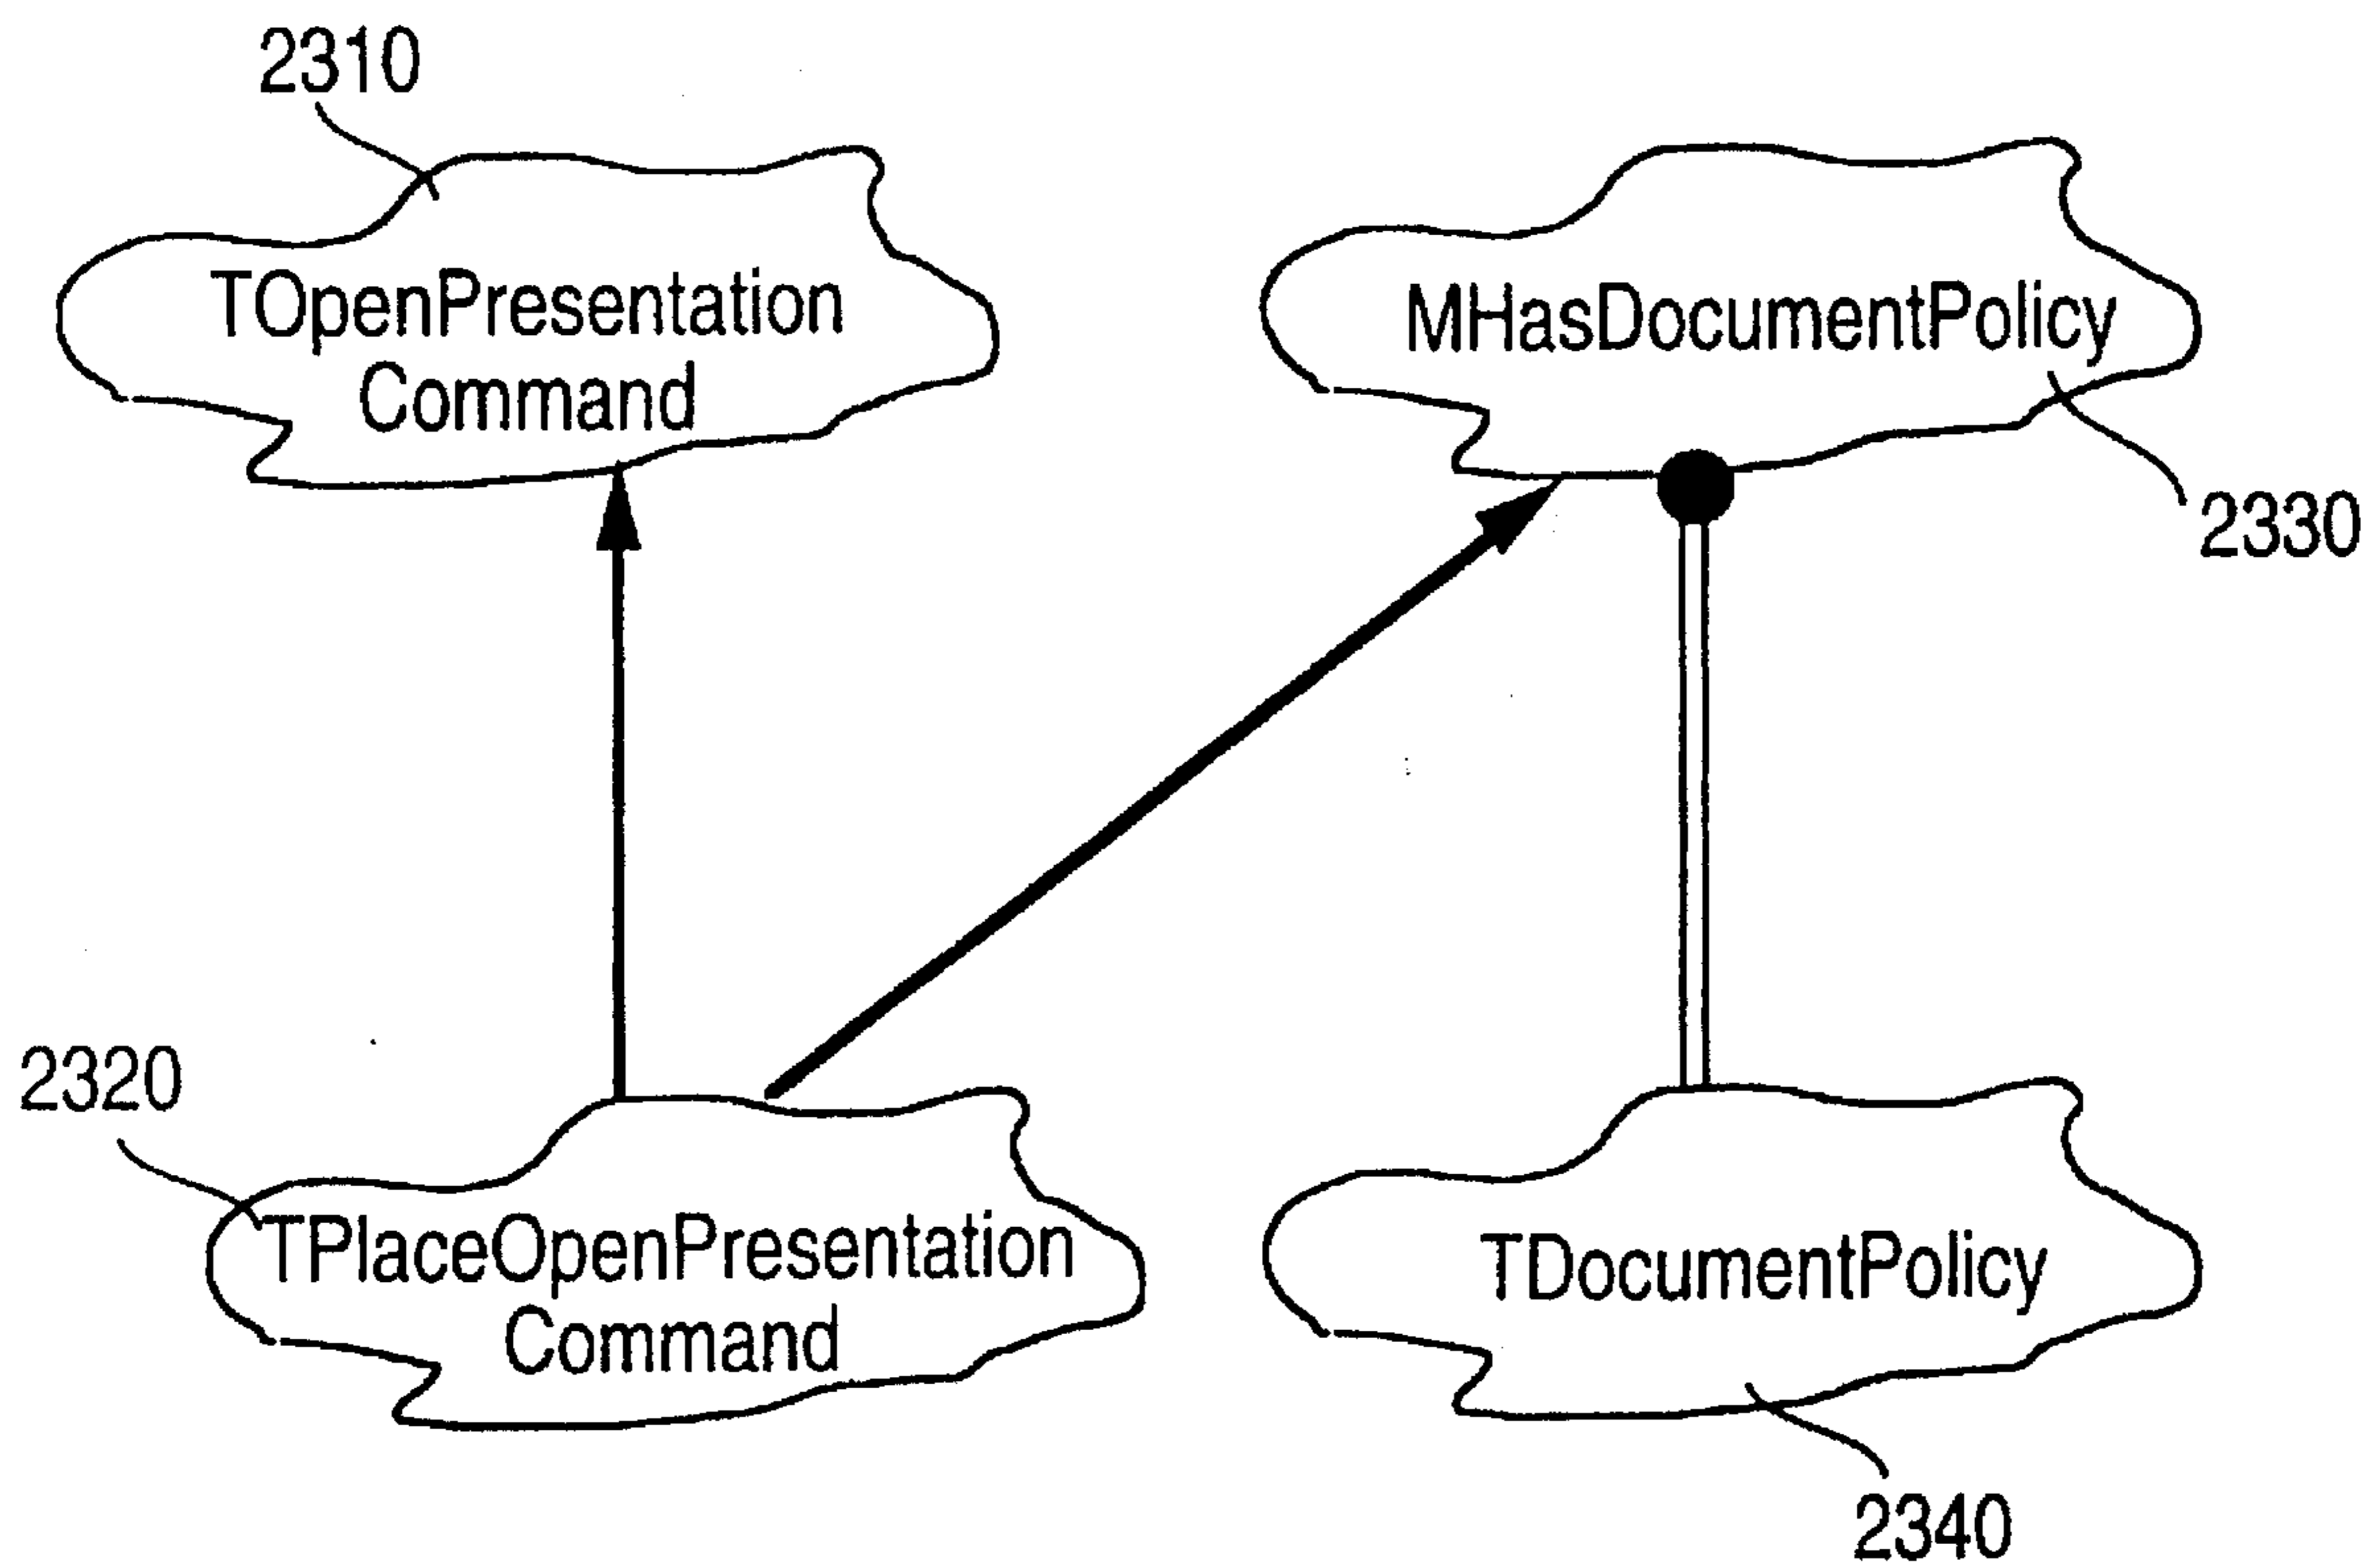 2310
TOpenPresentation
Command
MHasDocumentPolicy
2330
2320
TPlaceOpenPresentation
Command
TDocumentPolicy
2340